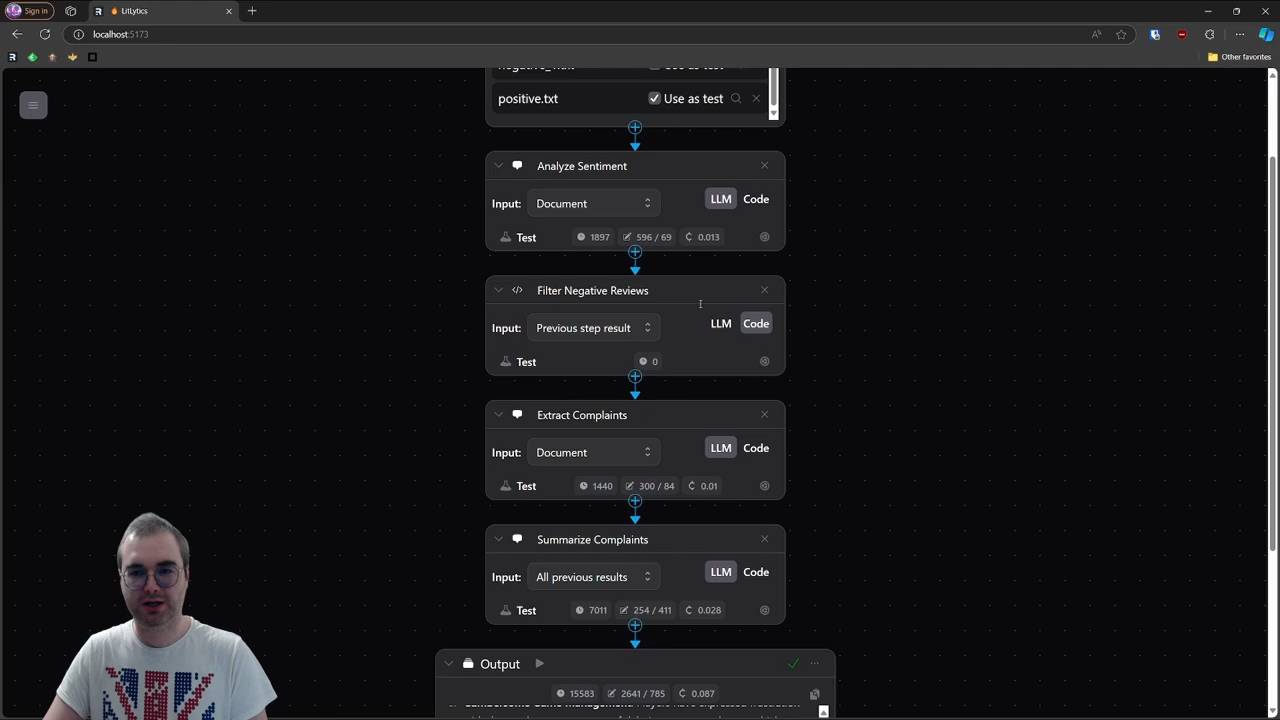 Sign in
LitLytics
localhost:5173
Other favorites
positive.txt
Use as test
Analyze Sentiment
Input:
Document
LLM
Code
Test
1897
596 / 69
0.013
Filter Negative Reviews
Input:
Previous step result
LLM
Code
Test
0
Extract Complaints
Input:
Document
LLM
Code
Test
1440
300 / 84
0.01
Summarize Complaints
Input:
All previous results
LLM
Code
Test
7011
254 / 411
0.028
Output
15583
2641 / 785
0.087